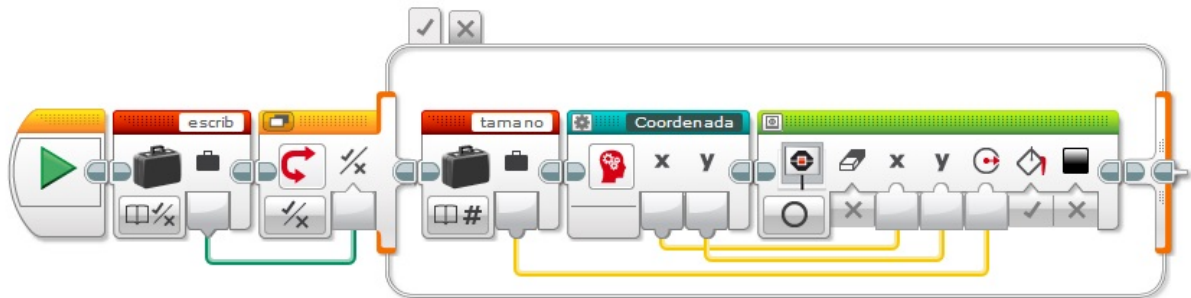 escrib
tamano
Coordenada
x y
x y
#